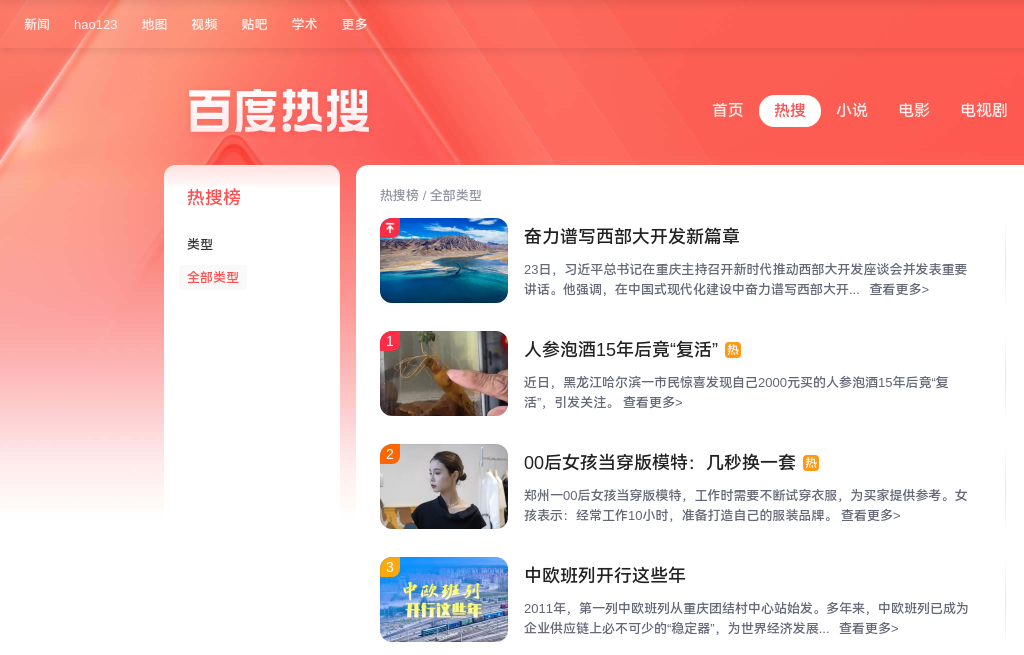 新闻 hao123 地图 视频 贴吧 学术 更多
百度热搜
首页 热搜 小说 电影 电视剧
热搜榜
类型
全部类型
热搜榜 / 全部类型
奋力谱写西部大开发新篇章
23日，习近平总书记在重庆主持召开新时代推动西部大开发座谈会并发表重要
讲话。他强调，在中国式现代化建设中奋力谱写西部大开... 查看更多>
1
人参泡酒15年后竟“复活” 热
近日，黑龙江哈尔滨一市民惊喜发现自己2000元买的人参泡酒15年后竟“复
活”，引发关注。 查看更多>
2
00后女孩当穿版模特：几秒换一套 热
郑州一00后女孩当穿版模特，工作时需要不断试穿衣服，为买家提供参考。女
孩表示：经常工作10小时，准备打造自己的服装品牌。 查看更多>
3
中欧班列
开行这些年
中欧班列开行这些年
2011年，第一列中欧班列从重庆团结村中心站始发。多年来，中欧班列已成为
企业供应链上必不可少的“稳定器”，为世界经济发展... 查看更多>